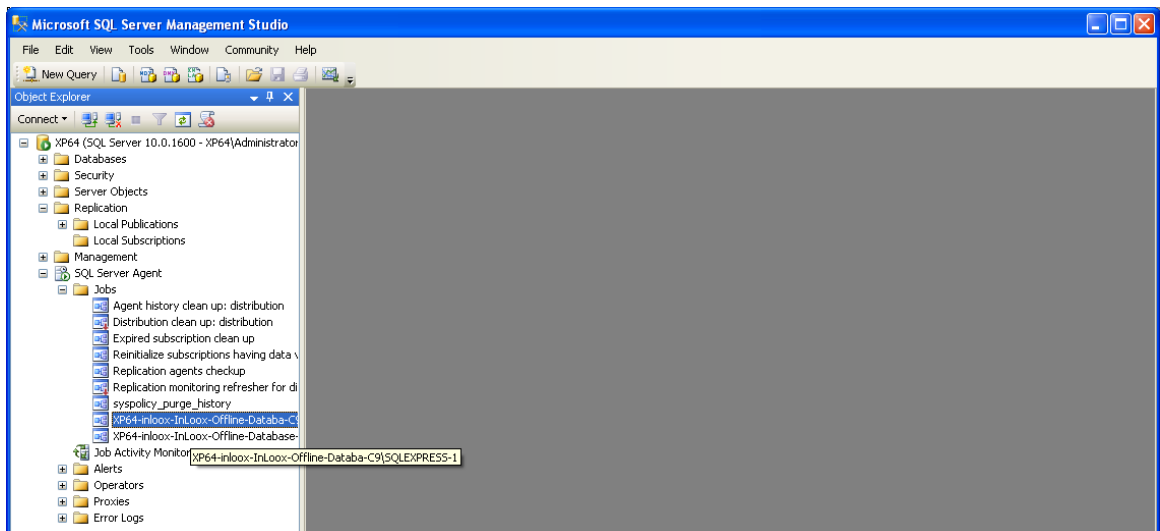 Microsoft SQL Server Management Studio
File Edit View Tools Window Community Help
New Query
Object Explorer
Connect
XP64 (SQL Server 10.0.1600 - XP64\Administrator
Databases
Security
Server Objects
Replication
Local Publications
Local Subscriptions
Management
SQL Server Agent
Jobs
Agent history clean up: distribution
Distribution clean up: distribution
Expired subscription clean up
Reinitialize subscriptions having data v
Replication agents checkup
Replication monitoring refresher for di
syspolicy_purge_history
XP64-inloox-InLoox-Offline-Databa-C9
XP64-inloox-InLoox-Offline-Database-
Job Activity Monitor
XP64-inloox-InLoox-Offline-Databa-C9\SQLEXPRESS-1
Alerts
Operators
Proxies
Error Logs